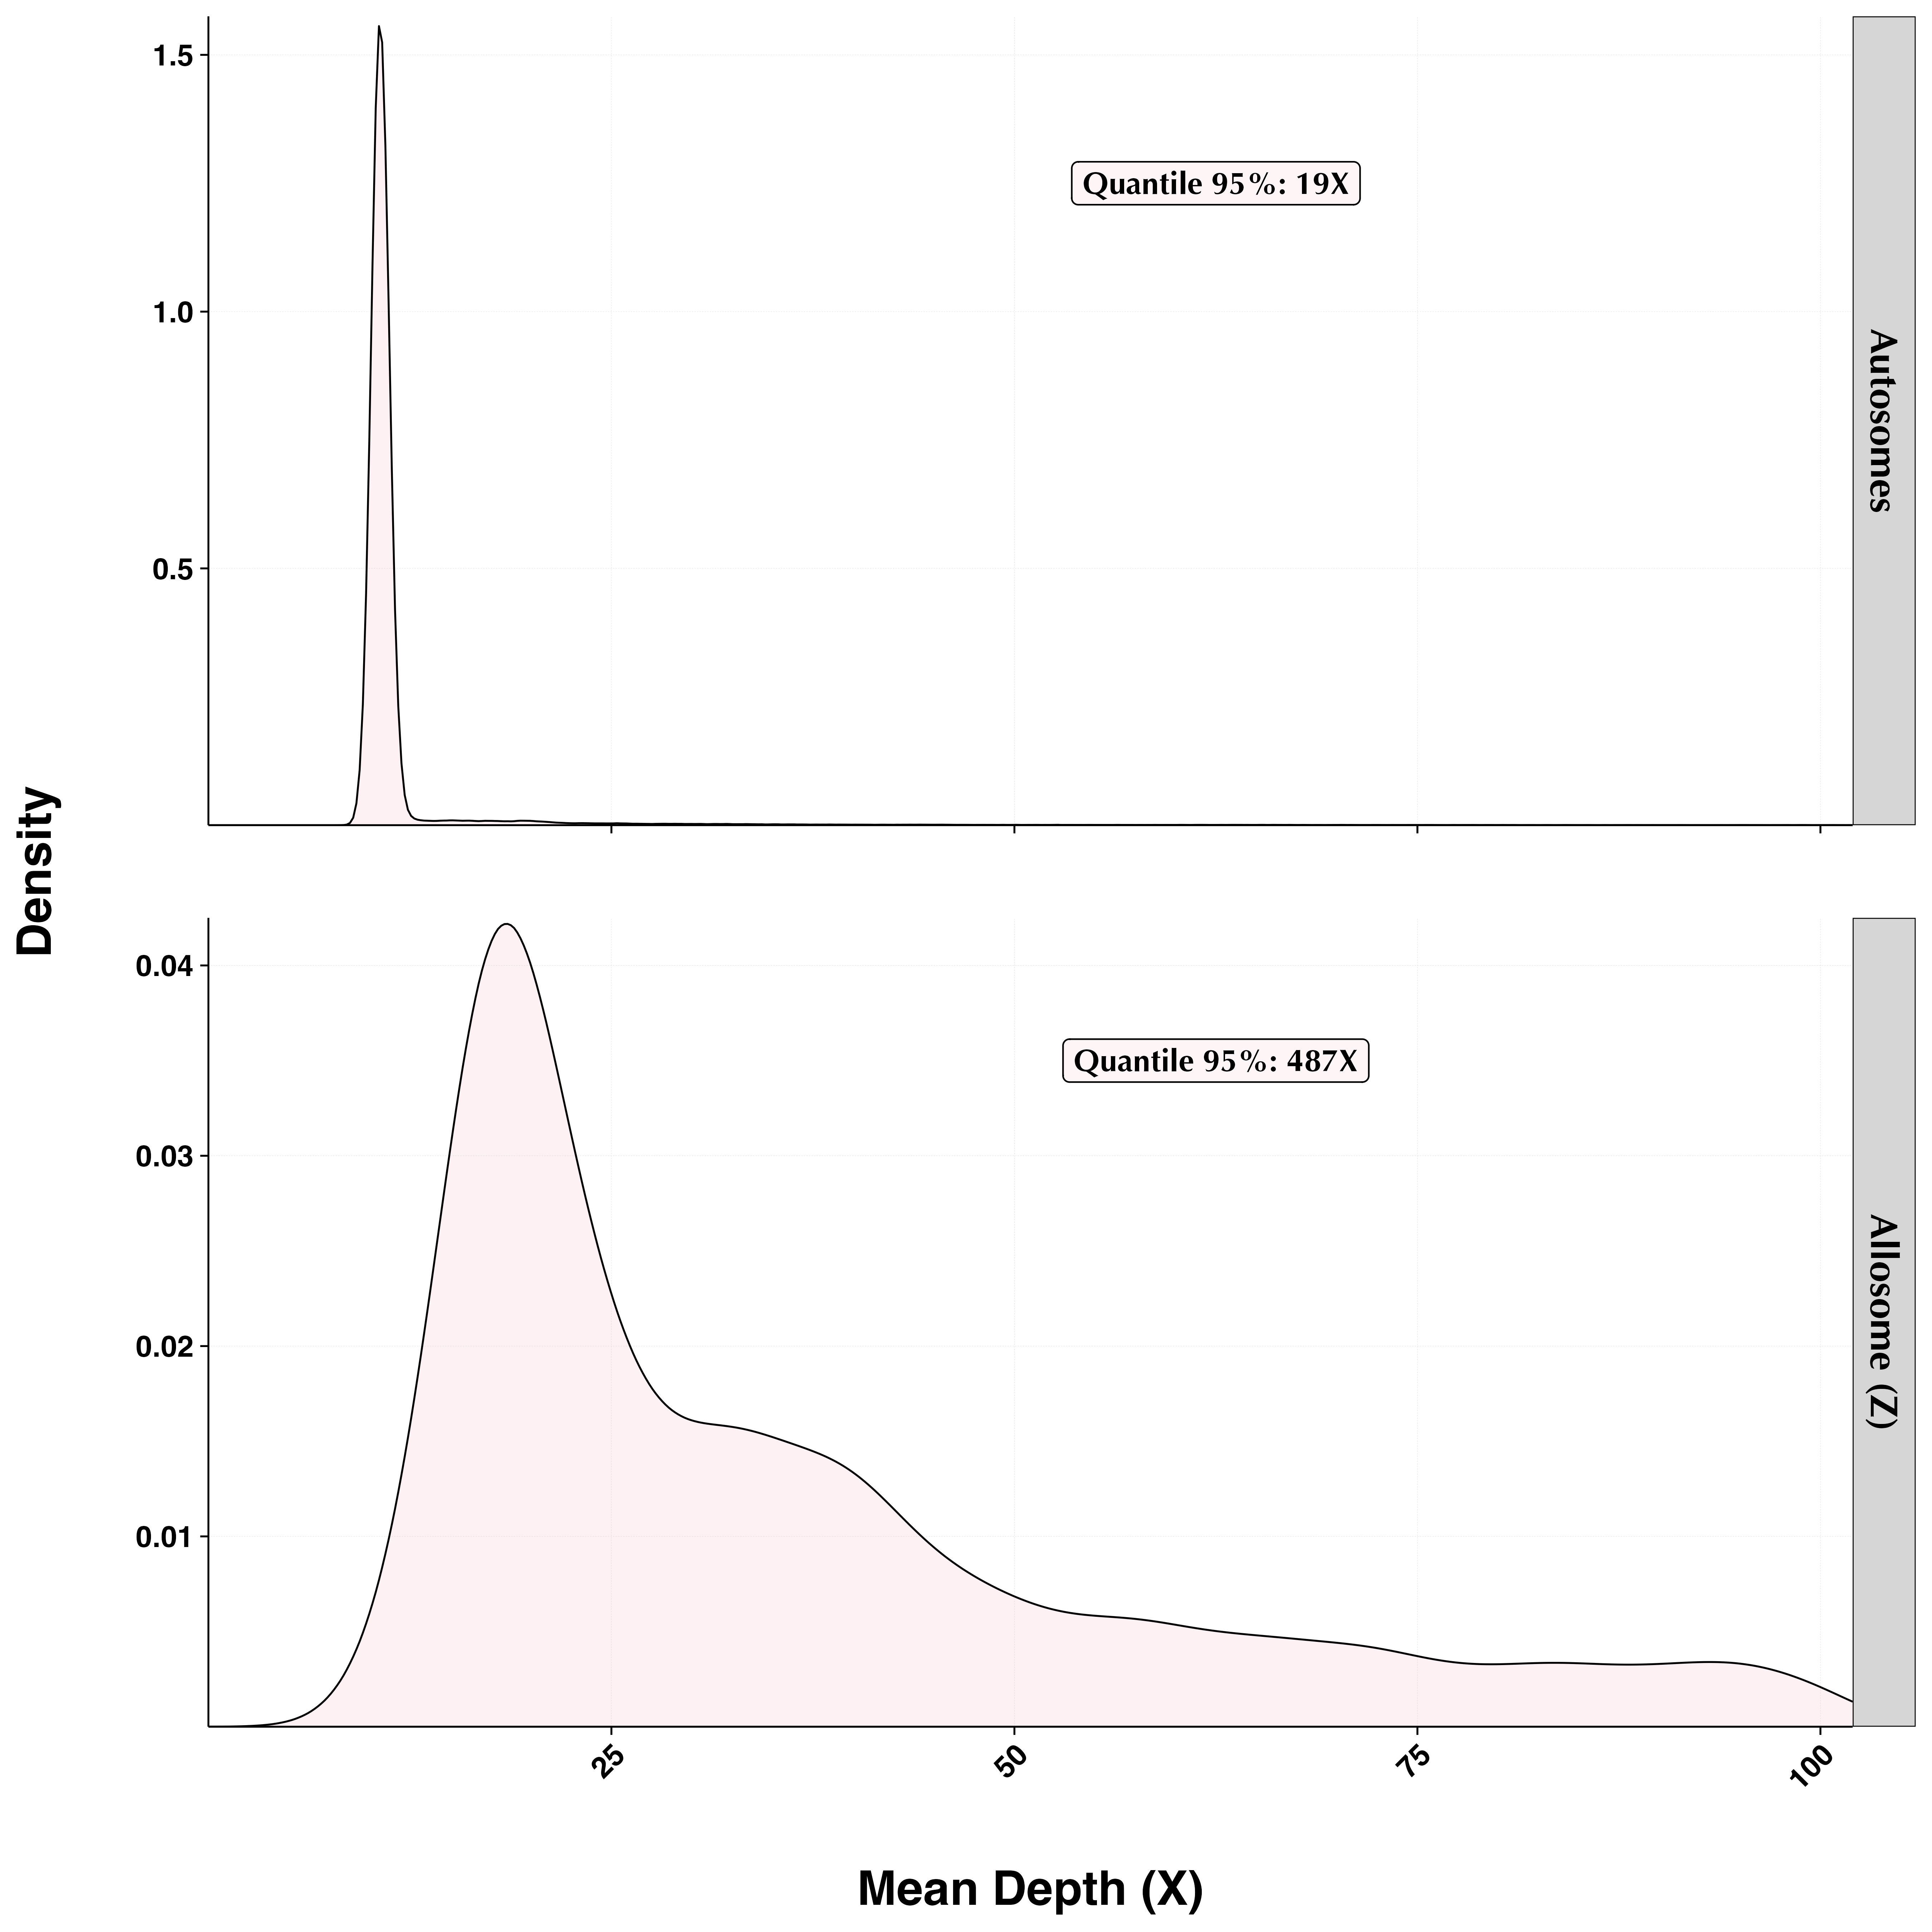 1.5
1.0
0.5
Quantile 95%: 19X
Autosomes
Density
0.04
0.03
0.02
0.01
Quantile 95%: 487X
Allosome (Z)
25
50
75
100
Mean Depth (X)